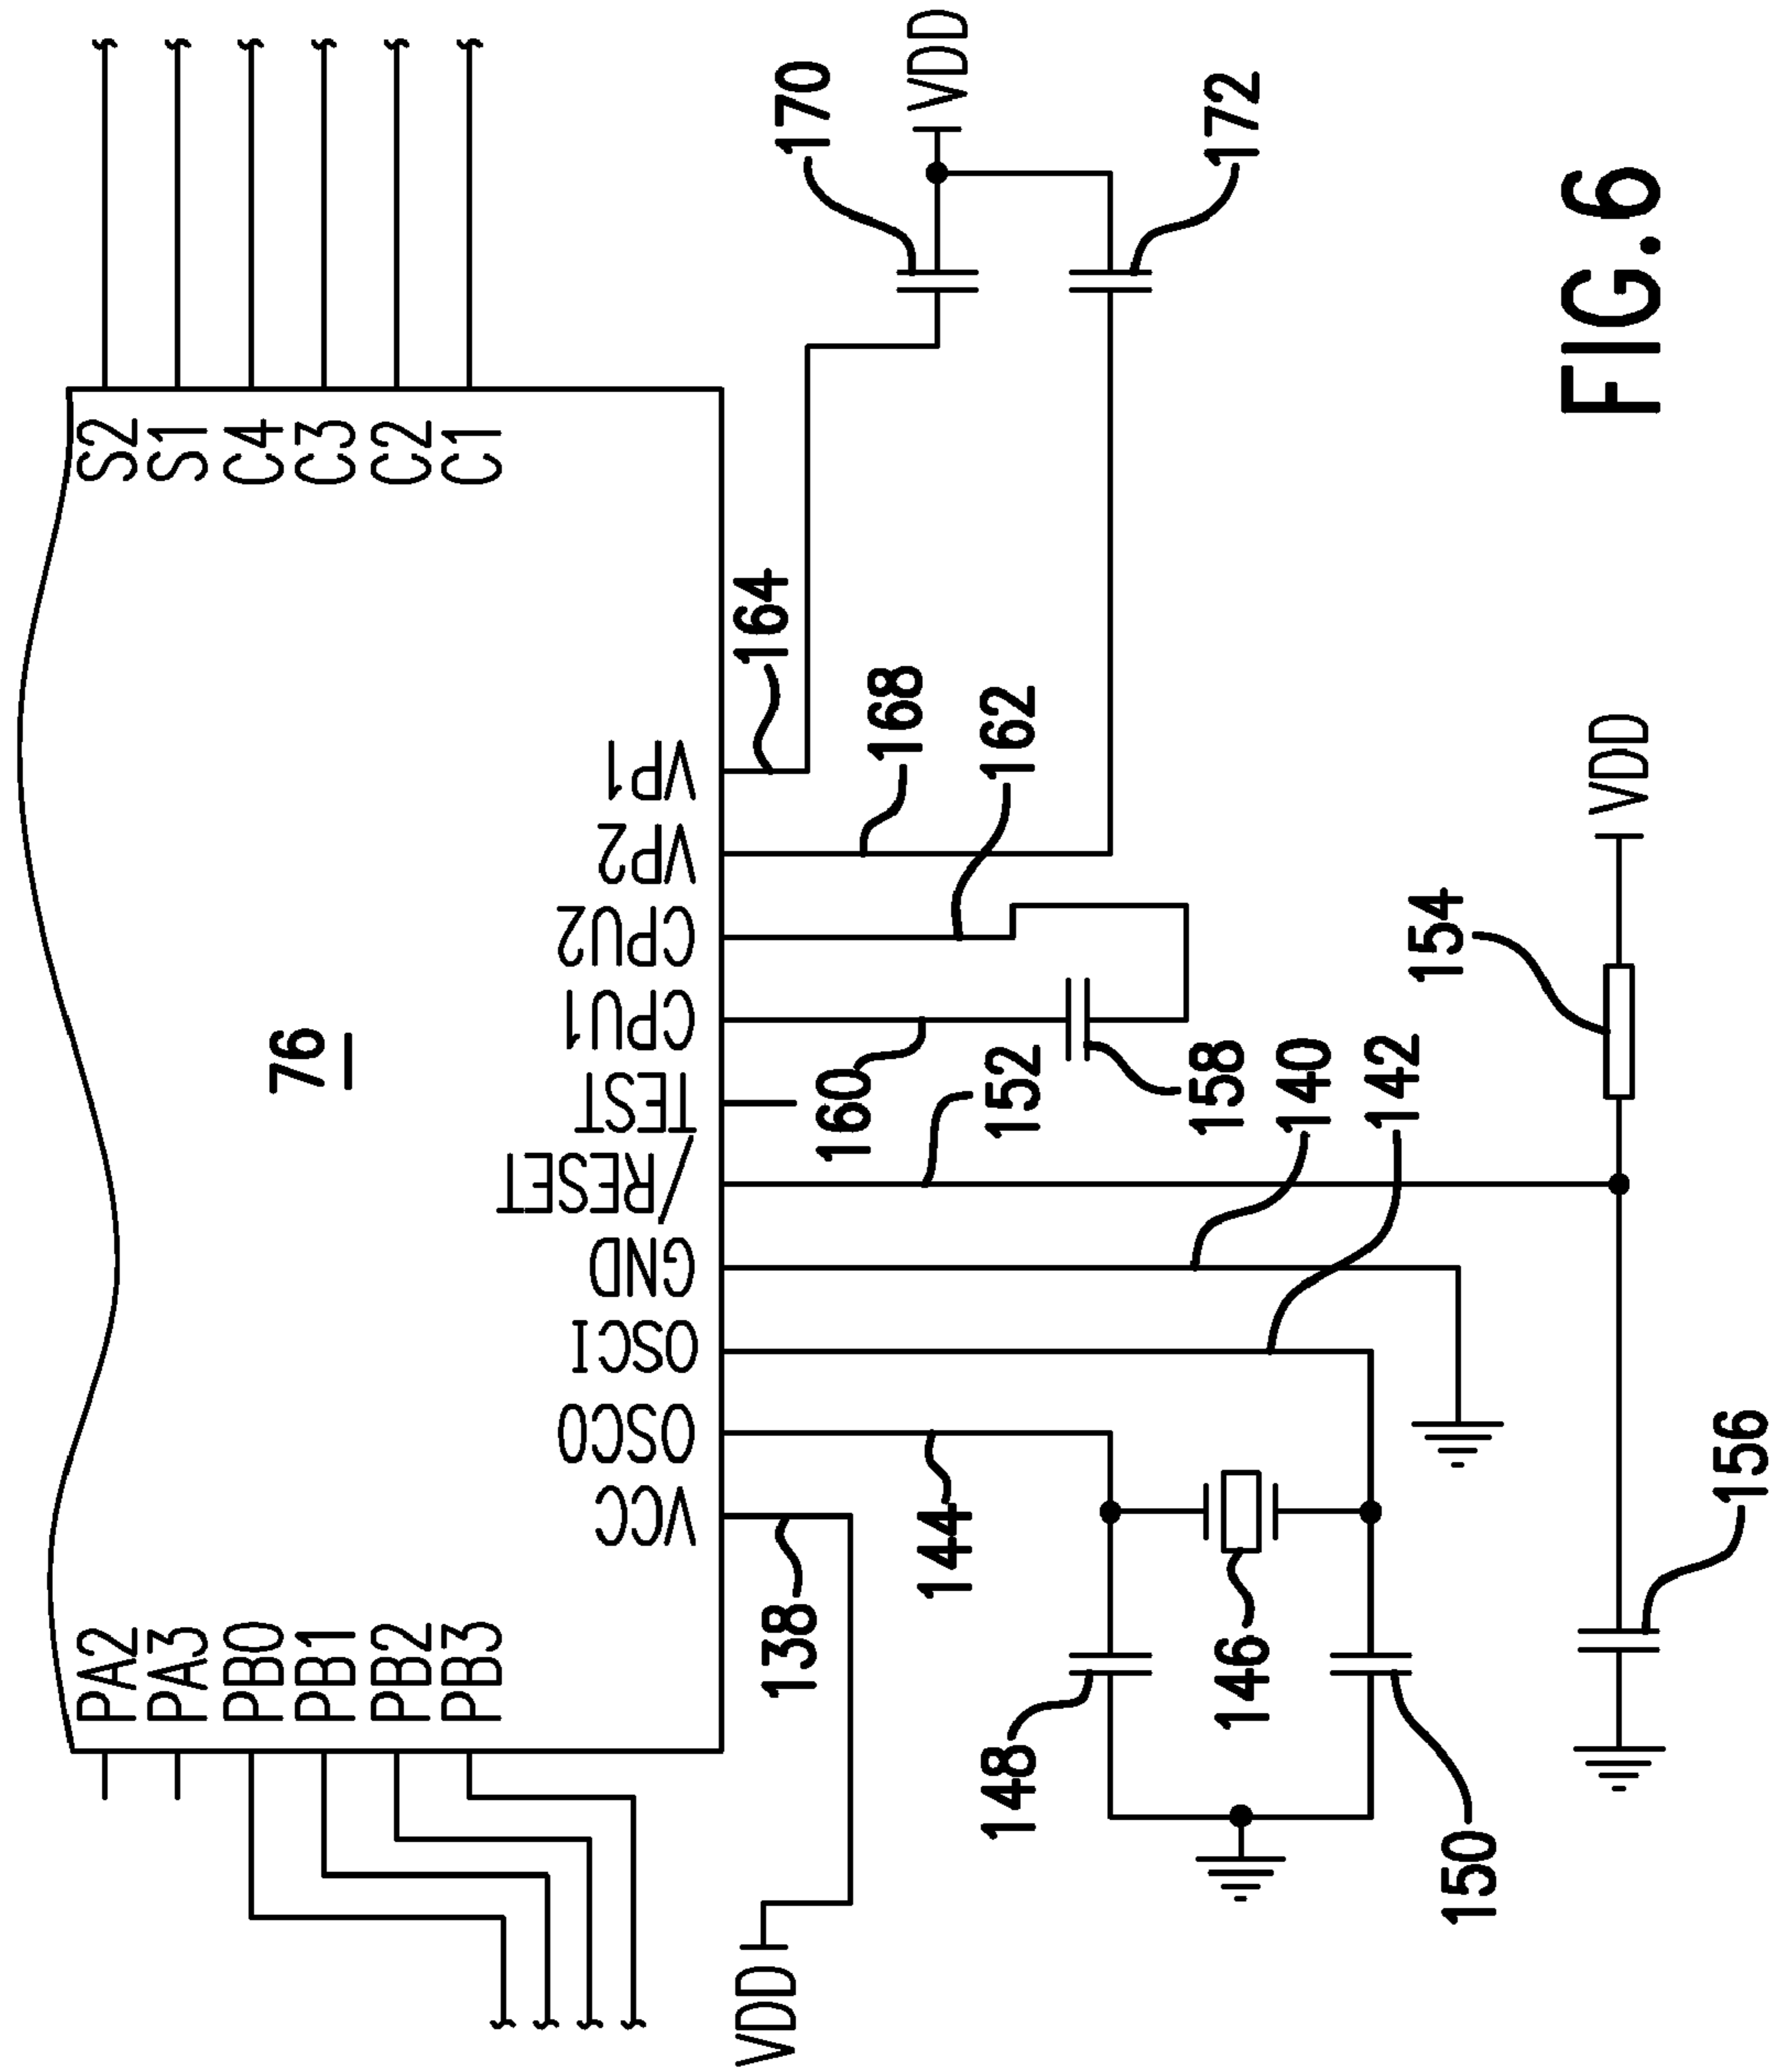 S2
S1
C4
C3
C2
C1
PA2
PA3
PB0
PB1
PB2
PB3
76
VCC
OSCO
OSCI
GND
/RESET
TEST
CPU1
CPU2
VP2
VP1
VDD
138
144
148
146
150
142
140
152
160
158
162
168
164
170
VDD
172
154
VDD
156
FIG.6